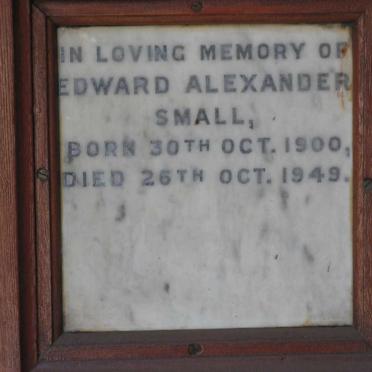 IN LOVING MEMORY OF
EDWARD ALEXANDER
SMALL,
BORN 30TH OCT. 1900,
DIED 26TH OCT. 1949.